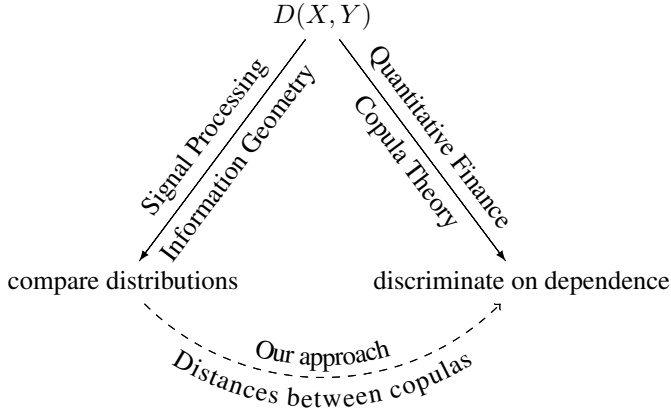 D(X, Y)
Signal Processing
Information Geometry
Quantitative Finance
Copula Theory
compare distributions
discriminate on dependence
Our approach
Distances between copulas